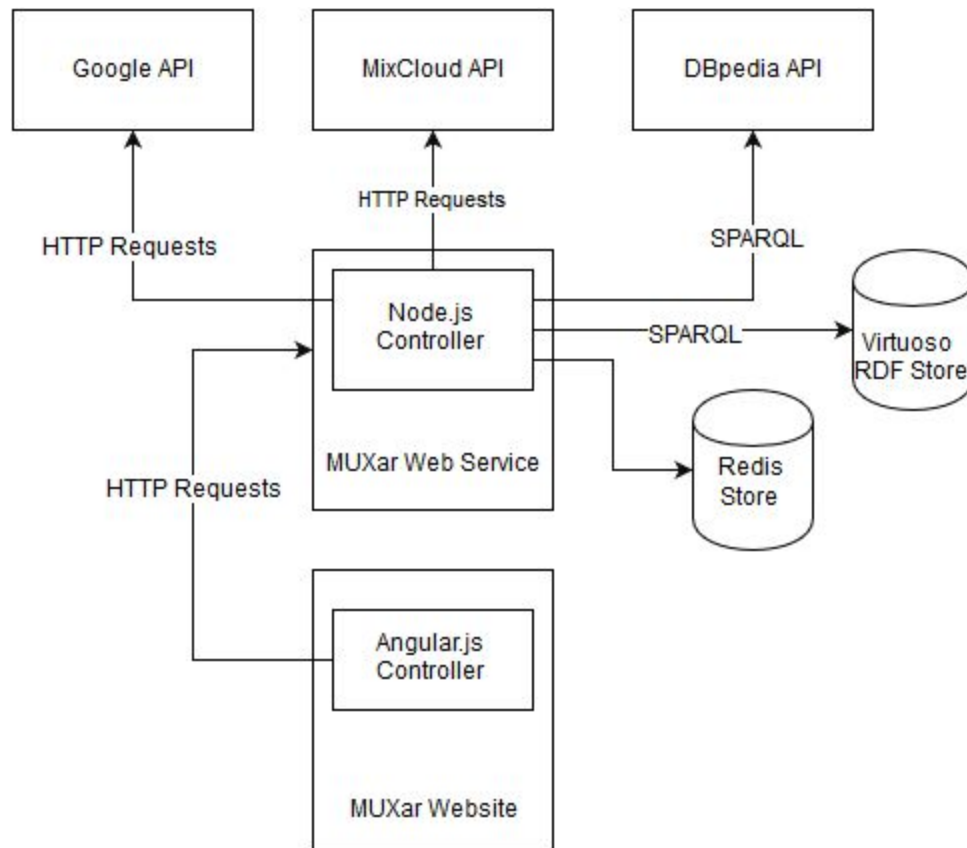 Google API
MixCloud API
DBpedia API
HTTP Requests
HTTP Requests
SPARQL
Node.js
Controller
SPARQL
Virtuoso
RDF Store
MUXar Web Service
Redis
Store
HTTP Requests
Angular.js
Controller
MUXar Website